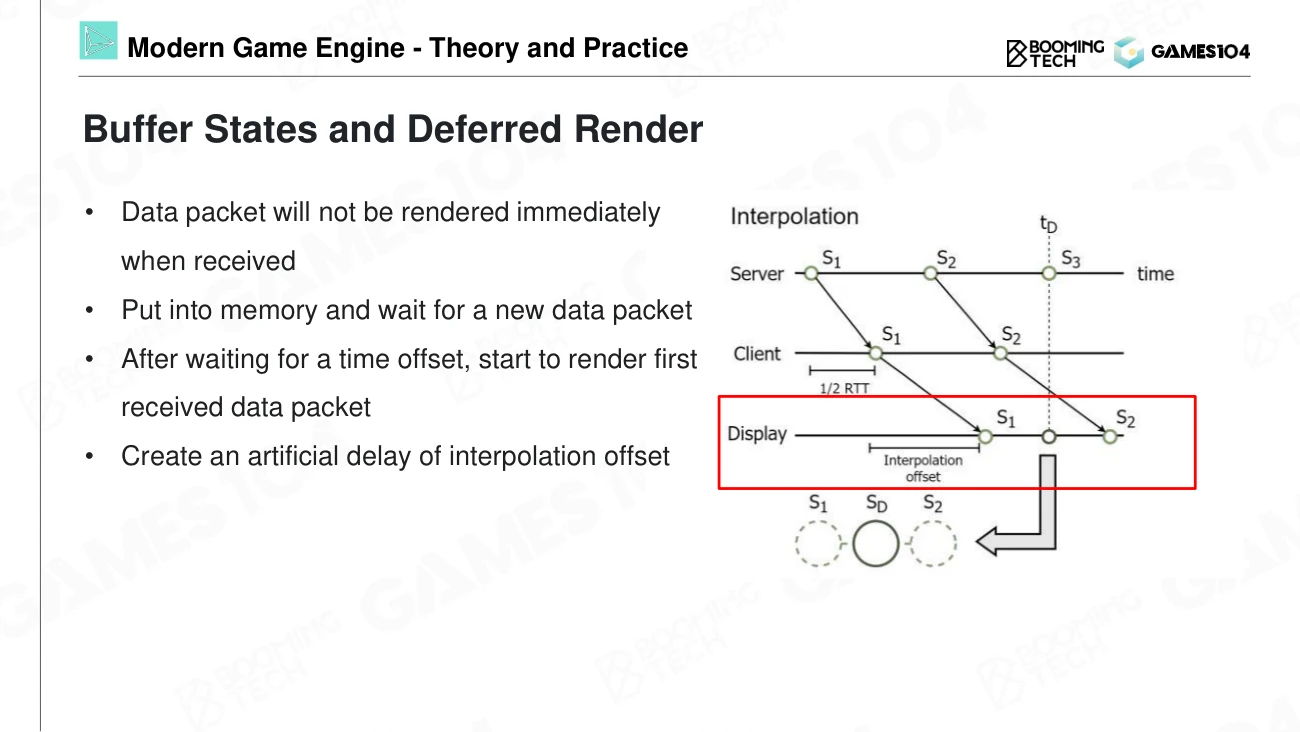 Modern Game Engine - Theory and Practice
BOOMING
TECH
GAMES104
Buffer States and Deferred Render
• Data packet will not be rendered immediately
when received
• Put into memory and wait for a new data packet
• After waiting for a time offset, start to render first
received data packet
• Create an artificial delay of interpolation offset
Interpolation
tD
S1 S2 S3
Server time
S1 S2
Client
1/2 RTT
S1 S2
Display
Interpolation
offset
S1 SD S2